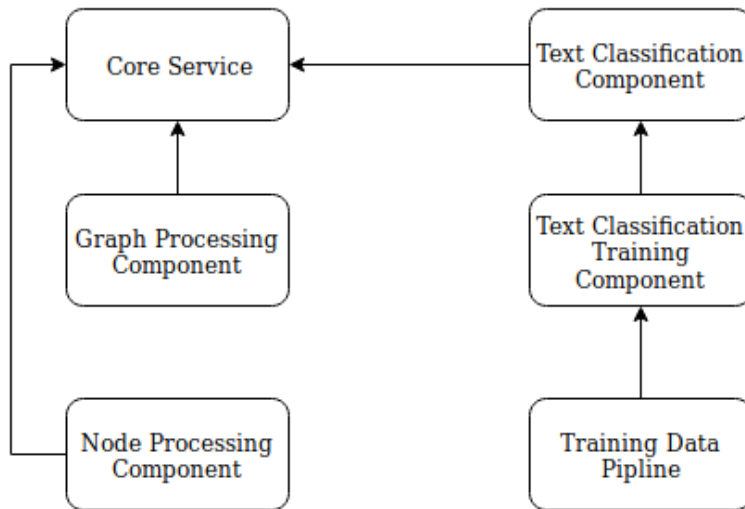 Core Service
Text Classification
Component
Graph Processing
Component
Text Classification
Training
Component
Node Processing
Component
Training Data
Pipline